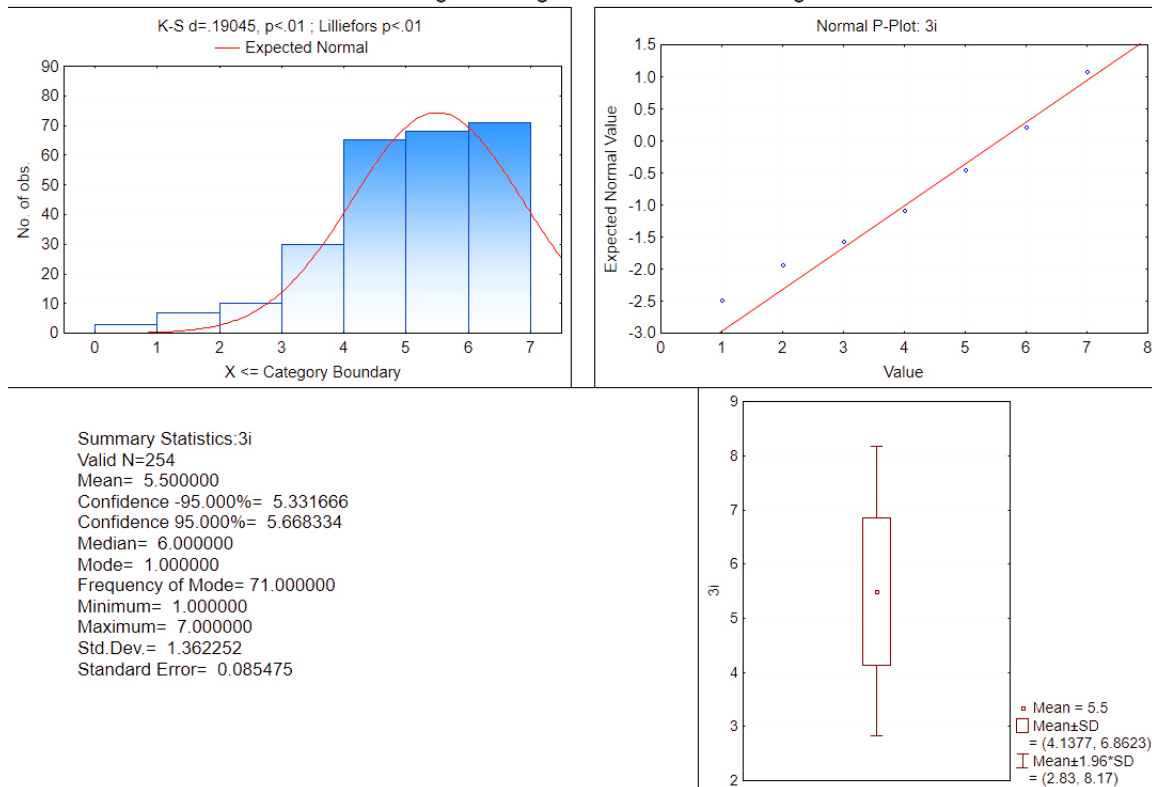 K-S d=.19045, p<.01 ; Lilliefors p<.01
Expected Normal
90
80
70
60
50
40
30
20
10
0
No. of obs.
0 1 2 3 4 5 6 7
X <= Category Boundary
Normal P-Plot: 3i
1.5
1.0
0.5
0.0
-0.5
-1.0
-1.5
-2.0
-2.5
-3.0
Expected Normal Value
0 1 2 3 4 5 6 7 8
Value
Summary Statistics:3i
Valid N=254
Mean= 5.500000
Confidence -95.000%= 5.331666
Confidence 95.000%= 5.668334
Median= 6.000000
Mode= 1.000000
Frequency of Mode= 71.000000
Minimum= 1.000000
Maximum= 7.000000
Std.Dev.= 1.362252
Standard Error= 0.085475
9
8
7
6
5
4
3
2
3i
Mean = 5.5
Mean±SD
= (4.1377, 6.8623)
Mean±1.96*SD
= (2.83, 8.17)